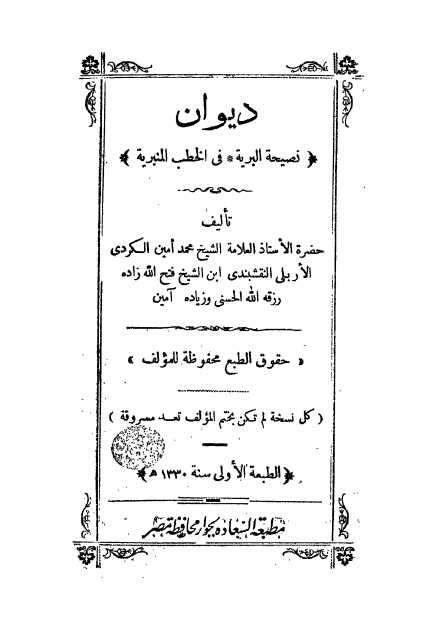 ديوان
﴿ نصيحة البرية * في الخطب المنبرية ﴾
تأليف
حضرة الأستاذ العلامة الشيخ محمد أمين الكردى
الأربلى النقشبندى ابن الشيخ فتح الله زاده
رزقه الله الحسنى وزياده آمين
« حقوق الطبع محفوظة للمؤلف »
( كل نسخة لم تكن بختم المؤلف تعد مسروقة )
﴿ الطبعة الأولى سنة ١٣٣٠ هـ ﴾
مطبعة السعاده بجوار محافظة مصر